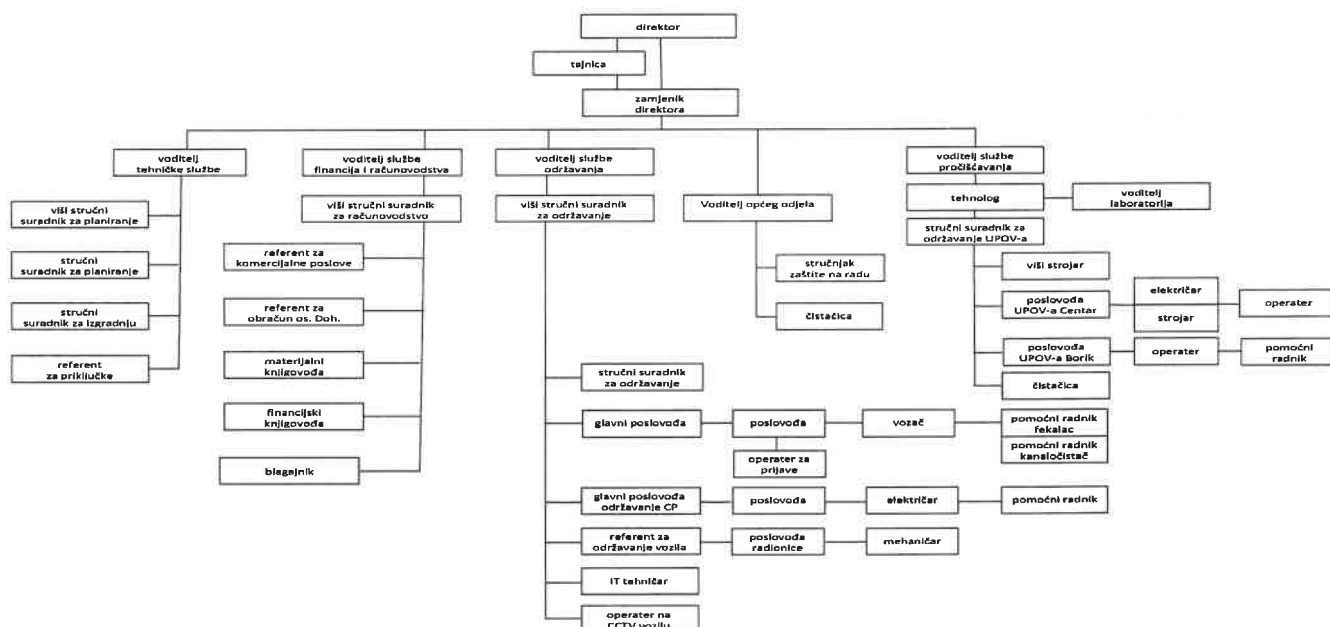 direktor
tajnica
zamjenik
direktora
voditelj
tehničke službe
voditelj službe
financija i računovodstva
voditelj službe
održavanja
voditelj službe
pročišćavanja
viši stručni
suradnik za planiranje
stručni
suradnik za planiranje
stručni
suradnik za izgradnju
referent
za priključke
viši stručni suradnik
za računovodstvo
referent za
komercijalne poslove
referent za
obračun os. Doh.
materijalni
knjigovođa
financijski
knjigovođa
blagajnik
viši stručni suradnik
za održavanje
stručni suradnik
za održavanje
glavni poslovođa
poslovođa
vozač
pomoćni radnik
fekalac
pomoćni radnik
kanaločistač
operater za
prijave
glavni poslovođa
održavanje CP
poslovođa
električar
pomoćni radnik
referent za
održavanje vozila
poslovođa
radionice
mehaničar
IT tehničar
operater na
CCTV vozilu
Voditelj općeg odjela
stručnjak
zaštite na radu
čistačica
tehnolog
voditelj
laboratorija
stručni suradnik za
održavanje UPOV-a
viši strojar
poslovođa
UPOV-a Centar
električar
strojar
operater
poslovođa
UPOV-a Borik
operater
pomoćni
radnik
čistačica